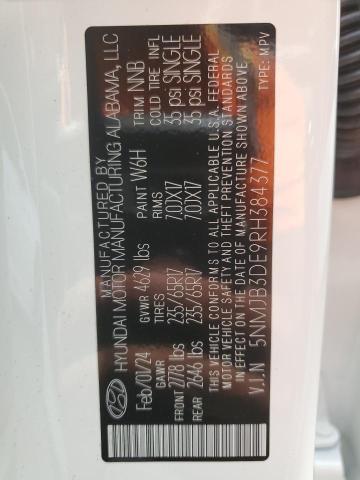 MANUFACTURED BY
HYUNDAI MOTOR MANUFACTURING ALABAMA, LLC
Feb/01/24 PAINT W6H TRIM NNB
GVWR 4629 lbs
GAWR TIRES RIMS COLD TIRE INFL
FRONT 2778 lbs 235/65R17 7.0JX17 35 psi SINGLE
REAR 2646 lbs 235/65R17 7.0JX17 35 psi SINGLE
THIS VEHICLE CONFORMS TO ALL APPLICABLE U.S.A. FEDERAL
MOTOR VEHICLE SAFETY AND THEFT PREVENTION STANDARDS
IN EFFECT ON THE DATE OF MANUFACTURE SHOWN ABOVE
V.I.N 5NMJB3DE9RH384377 TYPE: MPV